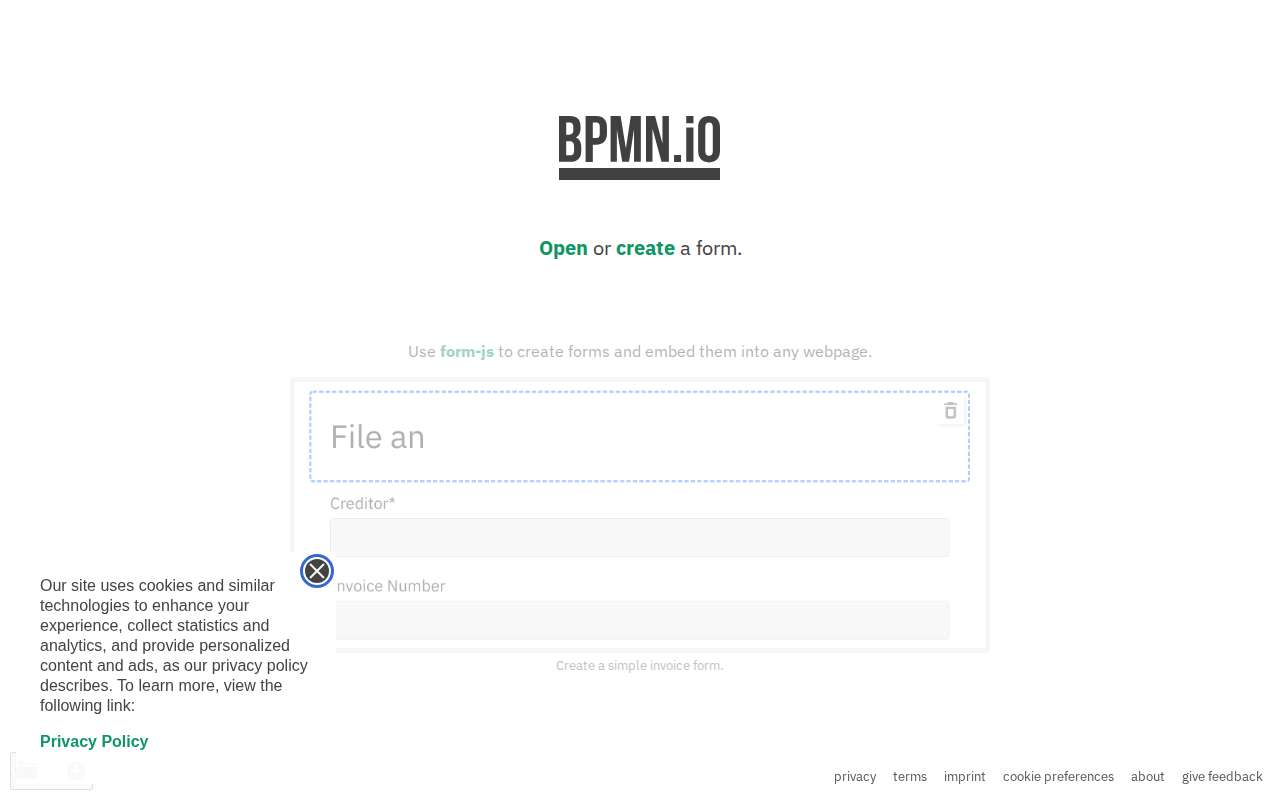 BPMN.iO
Open or create a form.
Use form-js to create forms and embed them into any webpage.
File an
Creditor*
nvoice Number
Create a simple invoice form.
Our site uses cookies and similar
technologies to enhance your
experience, collect statistics and
analytics, and provide personalized
content and ads, as our privacy policy
describes. To learn more, view the
following link:
Privacy Policy
privacy terms imprint cookie preferences about give feedback